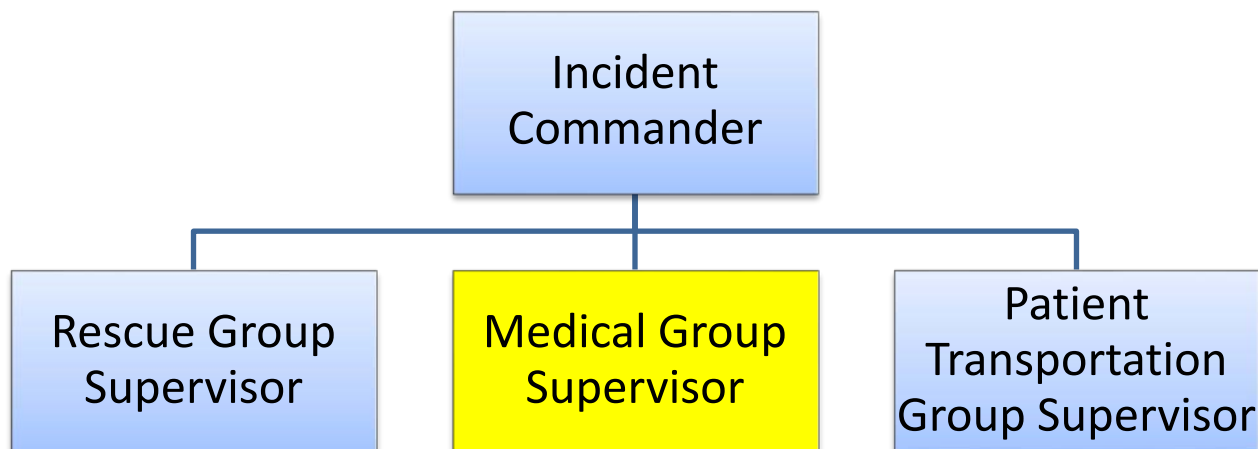 Incident
Commander
Rescue Group
Supervisor
Medical Group
Supervisor
Patient
Transportation
Group Supervisor